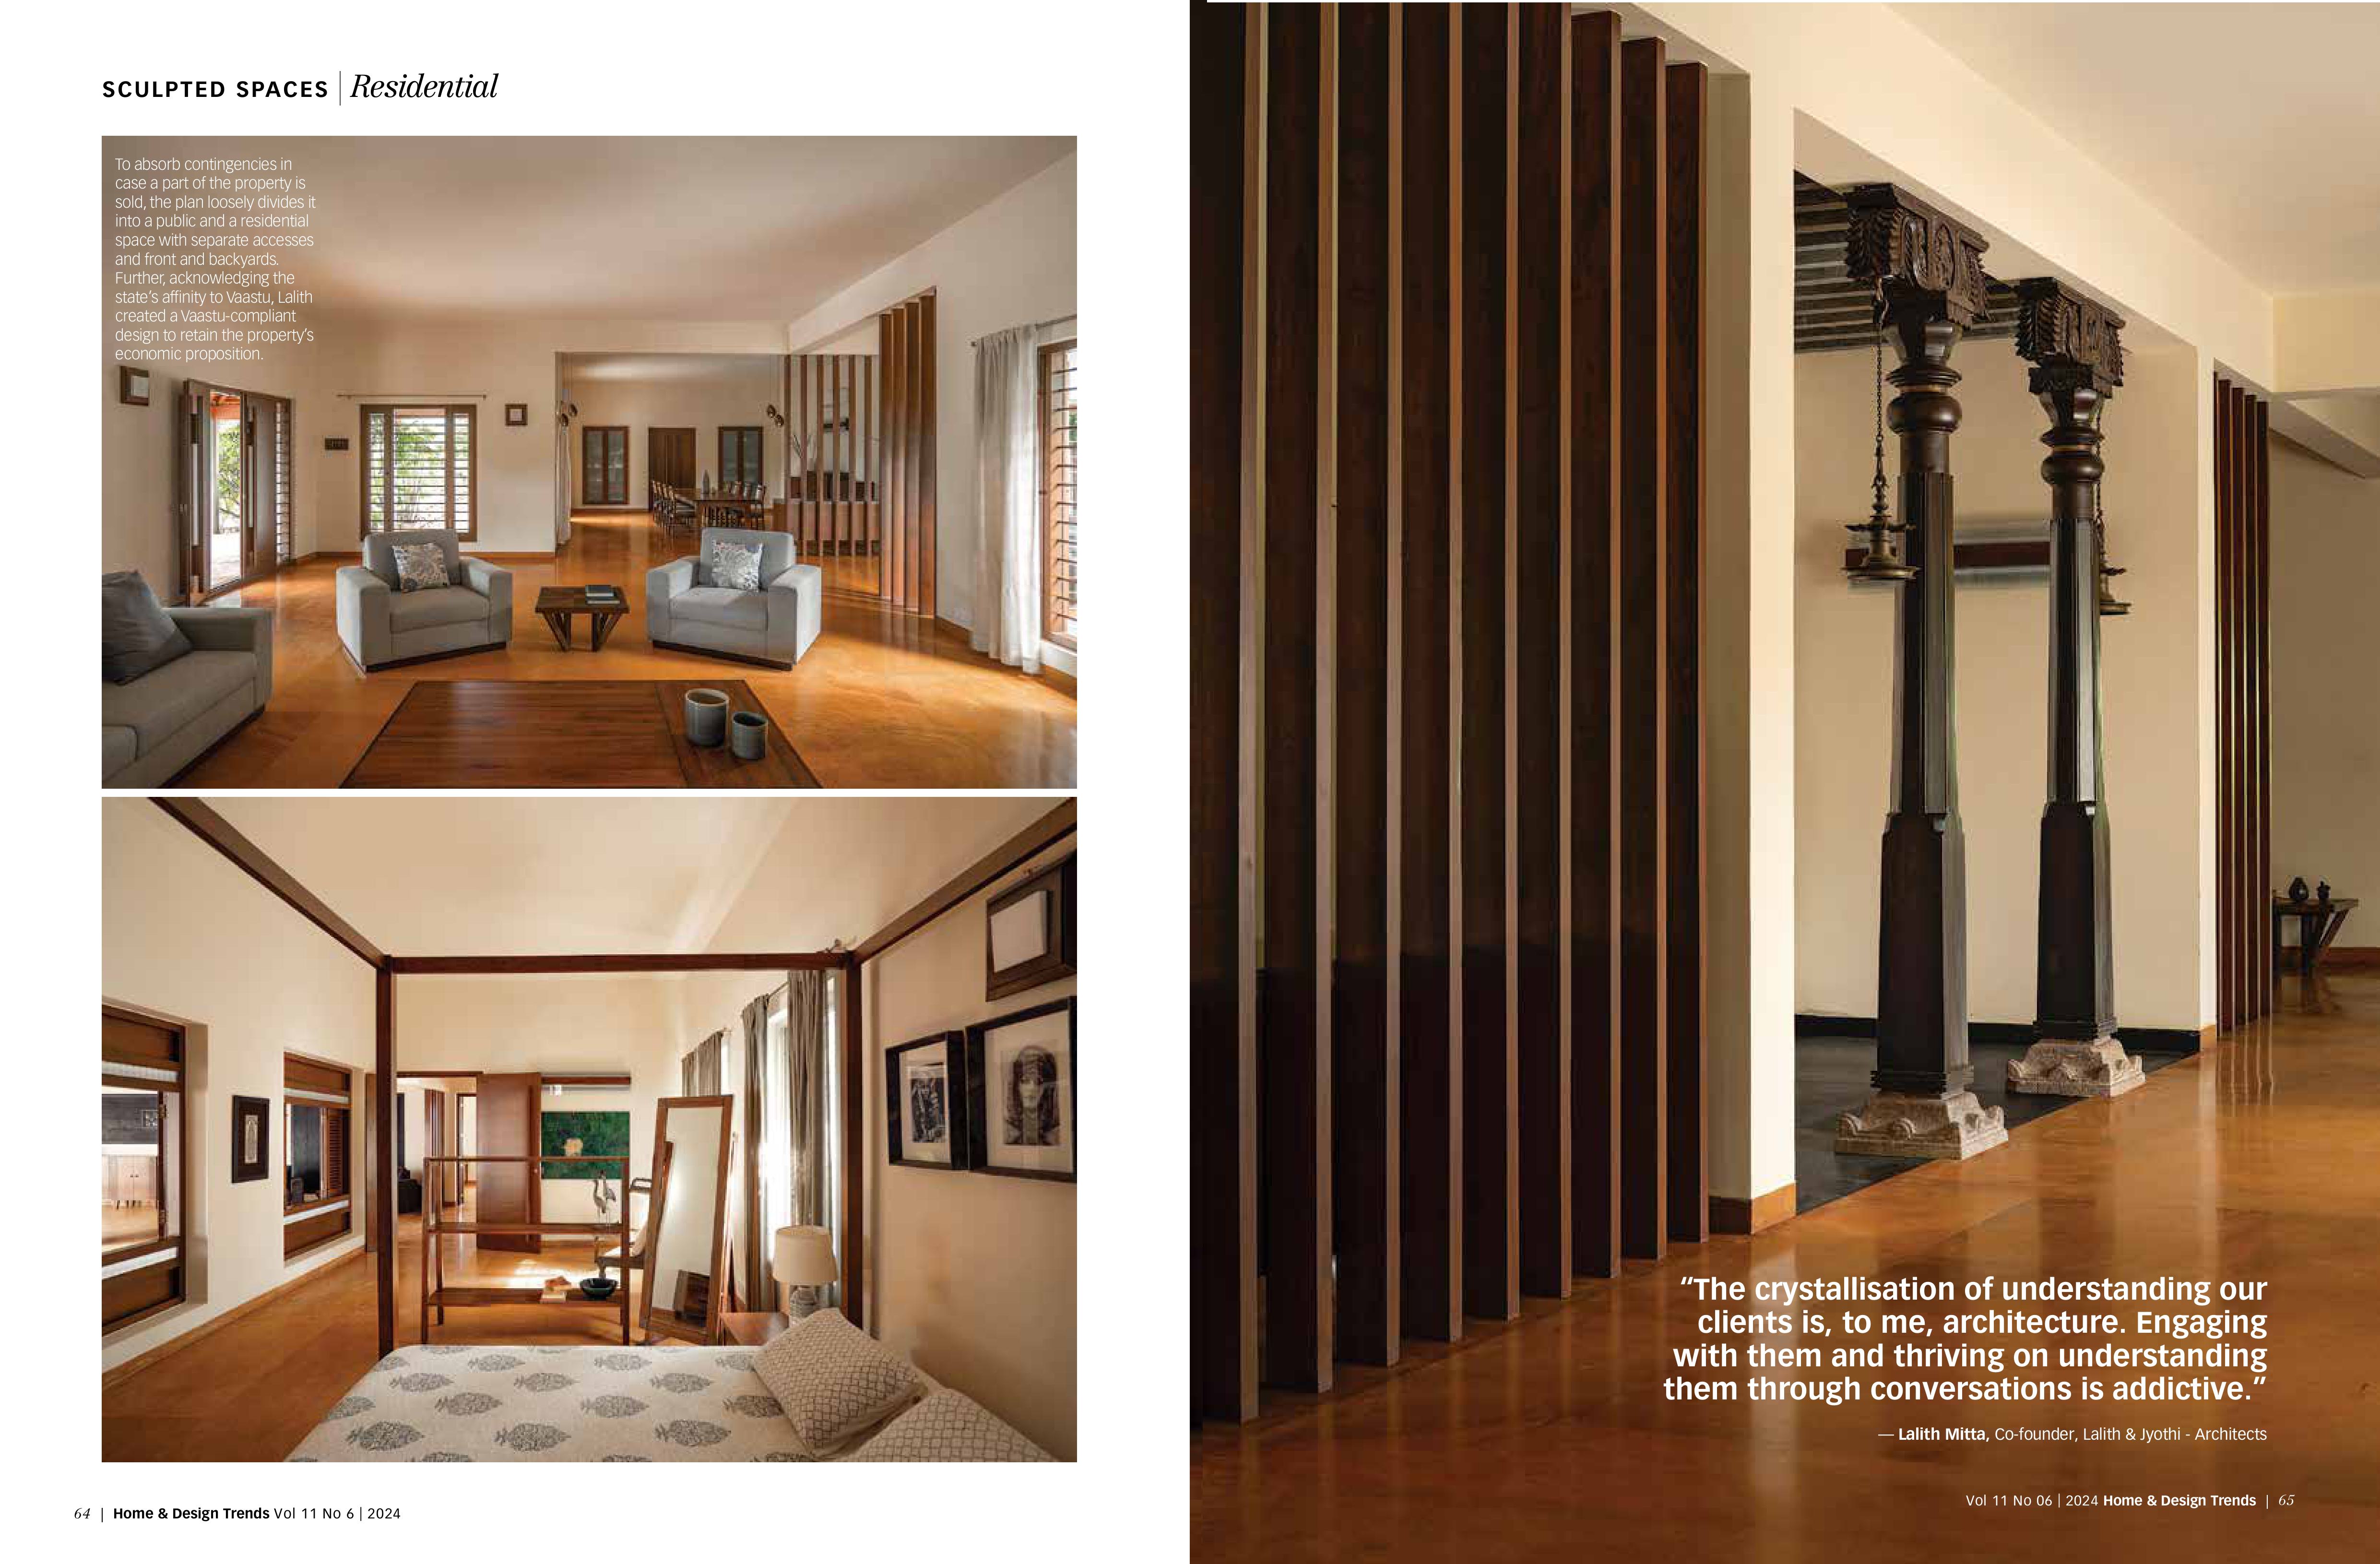 SCULPTED SPACES | Residential
To absorb contingencies in
case a part of the property is
sold, the plan loosely divides it
into a public and a residential
space with separate accesses
and front and backyards.
Further, acknowledging the
state's affinity to Vaastu, Lalith
created a Vaastu-compliant
design to retain the property's
economic proposition.
64 | Home & Design Trends Vol 11 No 6 | 2024
“The crystallisation of understanding our
clients is, to me, architecture. Engaging
with them and thriving on understanding
them through conversations is addictive.”
— Lalith Mitta, Co-founder, Lalith & Jyothi - Architects
Vol 11 No 06 | 2024 Home & Design Trends | 65